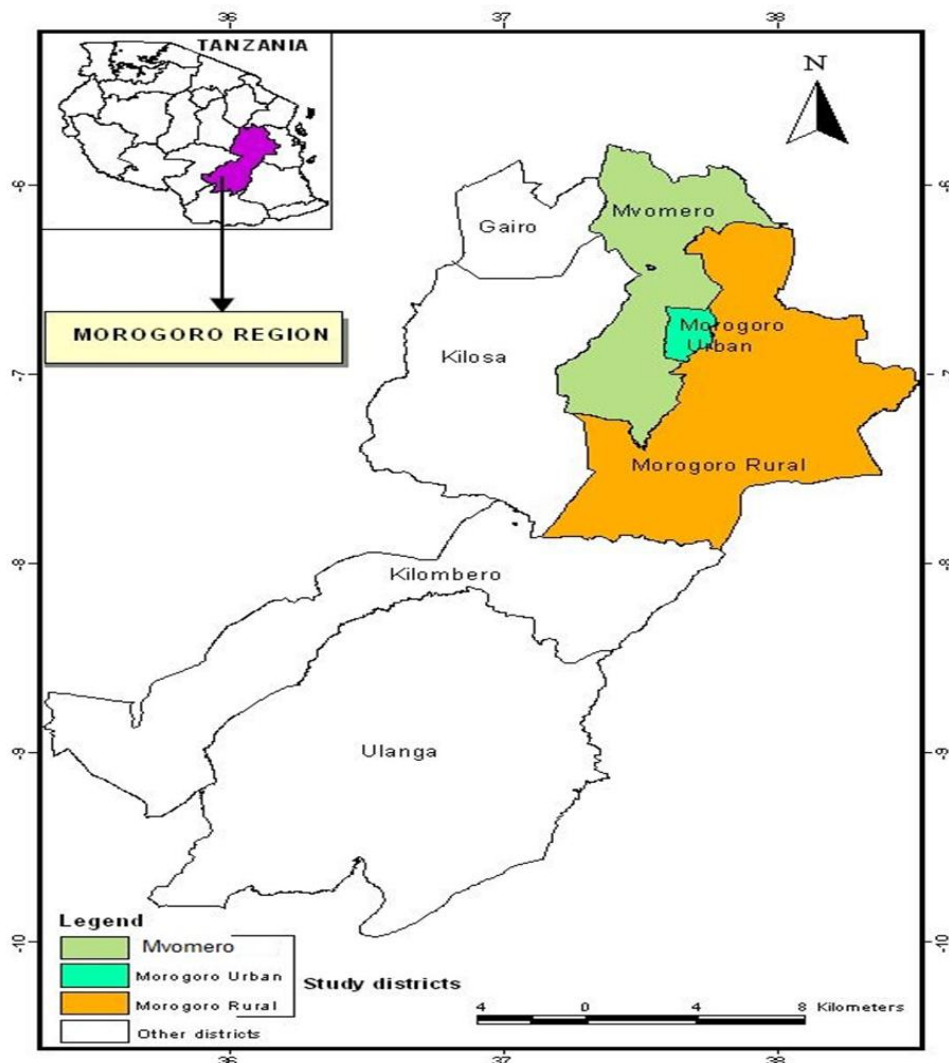 36
37
38
TANZANIA
N
-6
-6
Mvomero
Gairo
MOROGORO REGION
Morogoro
Urban
Kilosa
-7
-7
Morogoro Rural
-8
-8
Kilombero
-9
-9
Ulanga
Legend
-10
-10
Mvomero
Morogoro Urban
Study districts
Morogoro Rural
Other districts
4 0 8 Kilometers
36
37
38